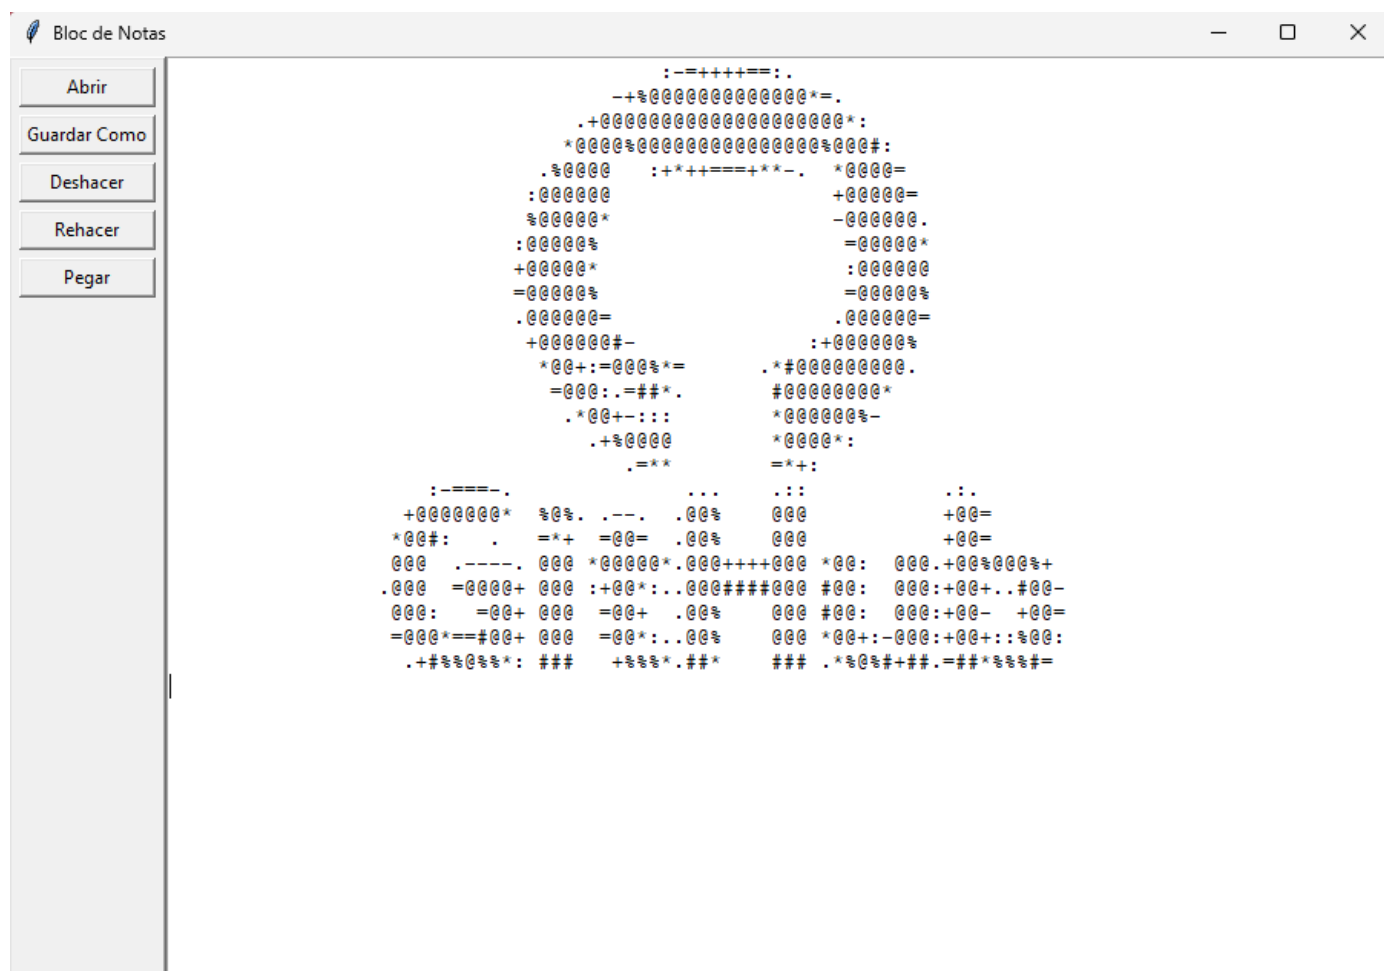 Bloc de Notas
Abrir
Guardar Como
Deshacer
Rehacer
Pegar
                       :-=++++==:.
                   -+%@@@@@@@@@@@@@*=.
                .+@@@@@@@@@@@@@@@@@@@@*:
               *@@@@%@@@@@@@@@@@@@@@%@@@#:
             .%@@@@   :+*++===+**-.  *@@@@=
            :@@@@@@                  +@@@@@=
            %@@@@@*                  -@@@@@@.
           :@@@@@%                    =@@@@@*
           +@@@@@*                    :@@@@@@
           =@@@@@%                    =@@@@@%
           .@@@@@@=                  .@@@@@@=
            +@@@@@@#-              :+@@@@@@%
             *@@+:=@@@%*=      .*#@@@@@@@@@.
              =@@@:.=##*.       #@@@@@@@@*
               .*@@+-:::        *@@@@@@%-
                 .+%@@@@        *@@@@*:
                    .=**        =*+:
    :-===-.              ...    .::           .:.
  +@@@@@@@*  %@%. .--.  .@@%    @@@           +@@=
 *@@#:   .   =*+  =@@=  .@@%    @@@           +@@=
 @@@  .----. @@@ *@@@@@*.@@@++++@@@ *@@:  @@@.+@@%@@@%+
.@@@  =@@@@+ @@@ :+@@*:..@@@####@@@ #@@:  @@@:+@@+..#@@-
 @@@:   =@@+ @@@  =@@+  .@@%    @@@ #@@:  @@@:+@@-  +@@=
 =@@@*==#@@+ @@@  =@@*:..@@%    @@@ *@@+:-@@@:+@@+::%@@:
  .+#%%@%%*: ###   +%%%*.##*    ### .*%@%#+##.=##*%%%#=